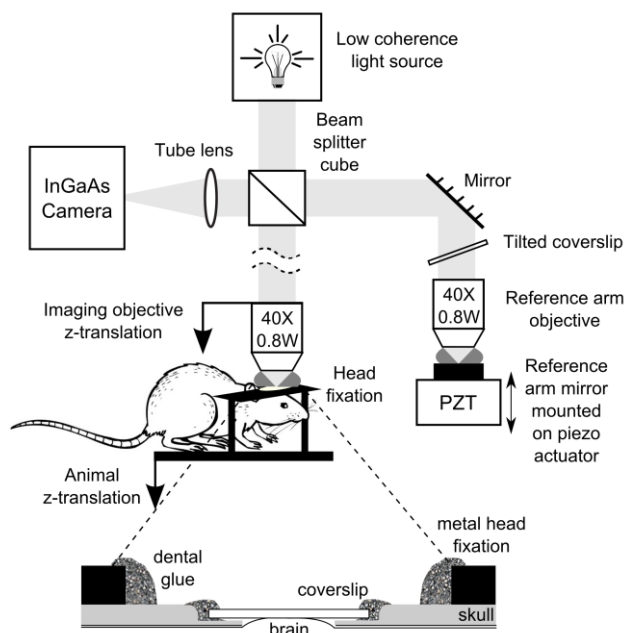 Low coherence
light source
Beam
splitter
cube
Tube lens
InGaAs
Camera
Mirror
Tilted coverslip
Imaging objective
z-translation
40X
0.8W
40X
0.8W
Reference arm
objective
Head
fixation
PZT
Reference
arm mirror
mounted
on piezo
actuator
Animal
z-translation
dental
glue
coverslip
metal head
fixation
skull
brain